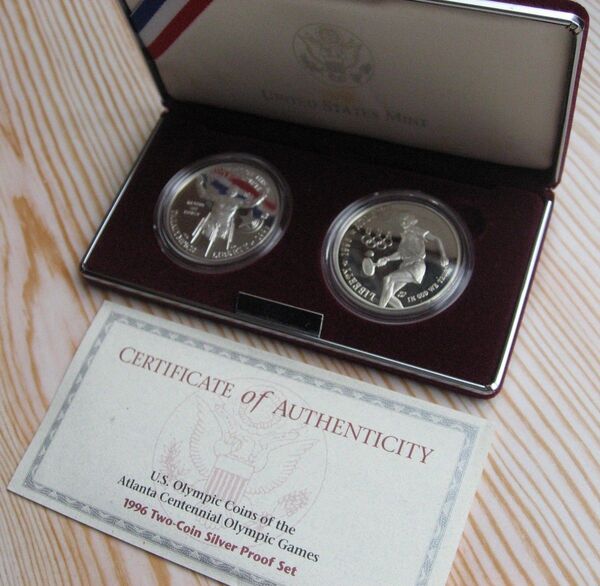 UNITED STATES MINT
LIBERTY
IN GOD WE TRUST
LIBERTY
CERTIFICATE of AUTHENTICITY
U.S. Olympic Coins of the
Atlanta Centennial Olympic Games
1996 Two-Coin Silver Proof Set